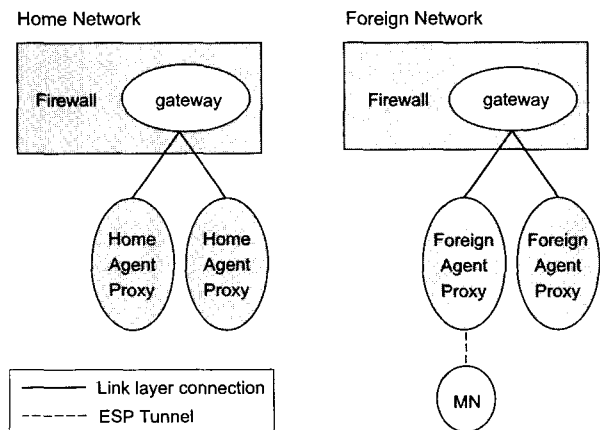 Home Network
Firewall
gateway
Home
Agent
Proxy
Home
Agent
Proxy
Foreign Network
Firewall
gateway
Foreign
Agent
Proxy
Foreign
Agent
Proxy
MN
Link layer connection
ESP Tunnel